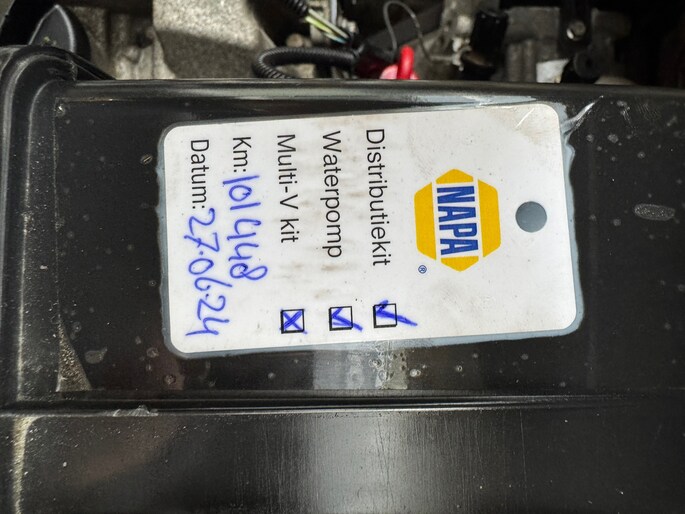 NAPA
®
Distributiekit ☑
Waterpomp ☑
Multi-V kit ☒
Km: 101448
Datum: 27.06.24